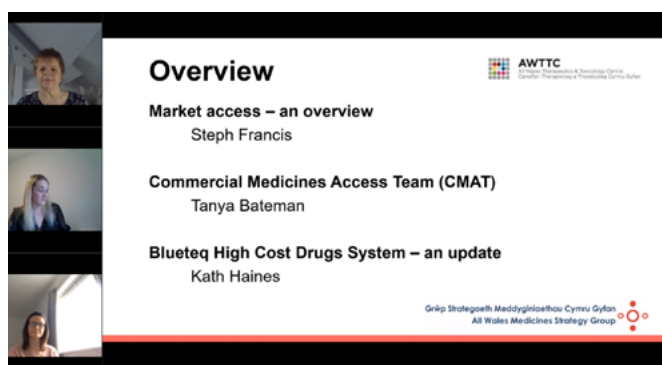 Overview
AWTTC
All Wales Therapeutics & Toxicology Centre
Canolfan Therapiwteg a Thocsicoleg Cymru Gyfan
Market access – an overview
Steph Francis
Commercial Medicines Access Team (CMAT)
Tanya Bateman
Blueteq High Cost Drugs System – an update
Kath Haines
Grŵp Strategaeth Meddyginiaethau Cymru Gyfan
All Wales Medicines Strategy Group